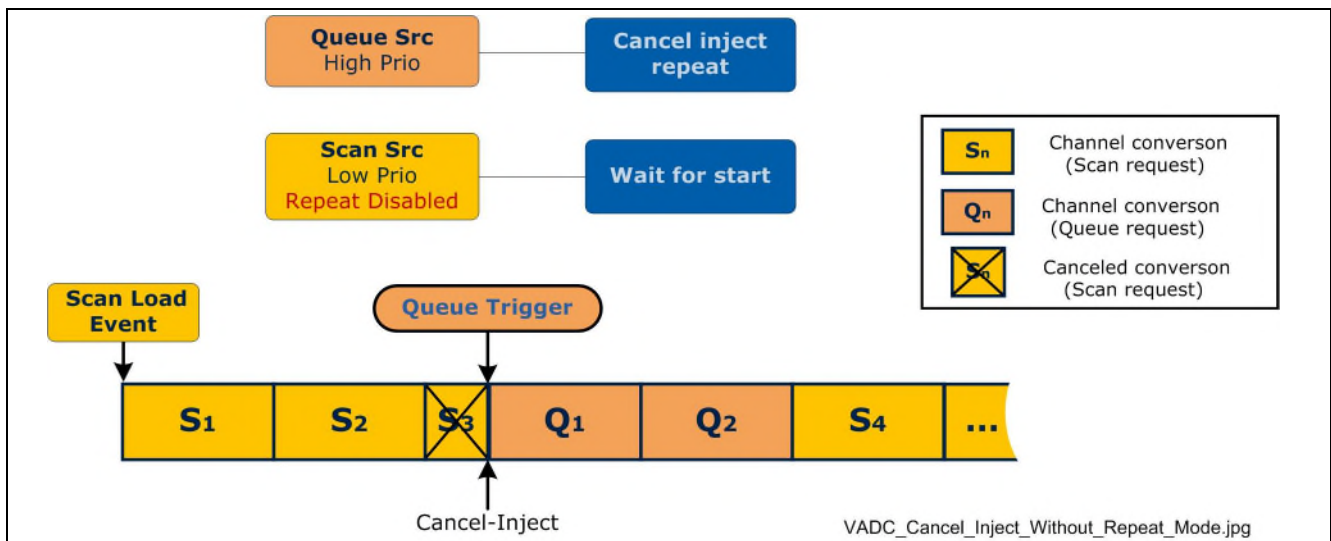 Queue Src
High Prio
Cancel inject
repeat
Scan Src
Low Prio
Repeat Disabled
Wait for start
Sn
Channel converson
(Scan request)
Qn
Channel converson
(Queue request)
Sn
Canceled converson
(Scan request)
Scan Load
Event
Queue Trigger
S1 S2 S3 Q1 Q2 S4 ...
Cancel-Inject
VADC_Cancel_Inject_Without_Repeat_Mode.jpg